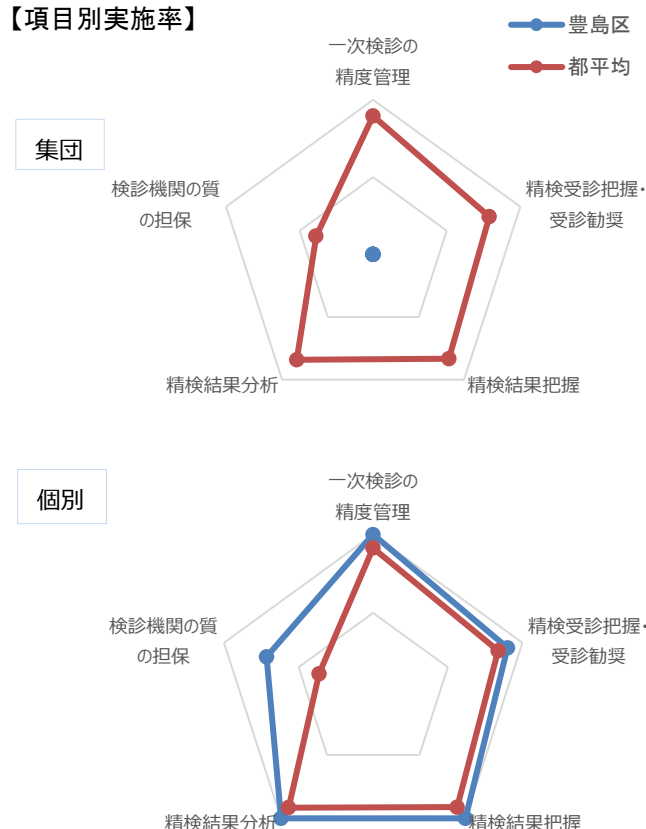 【項目別実施率】
豊島区
都平均
集団
一次検診の
精度管理
精検受診把握・
受診勧奨
精検結果把握
精検結果分析
検診機関の質
の担保
個別
一次検診の
精度管理
精検受診把握・
受診勧奨
精検結果把握
精検結果分析
検診機関の質
の担保